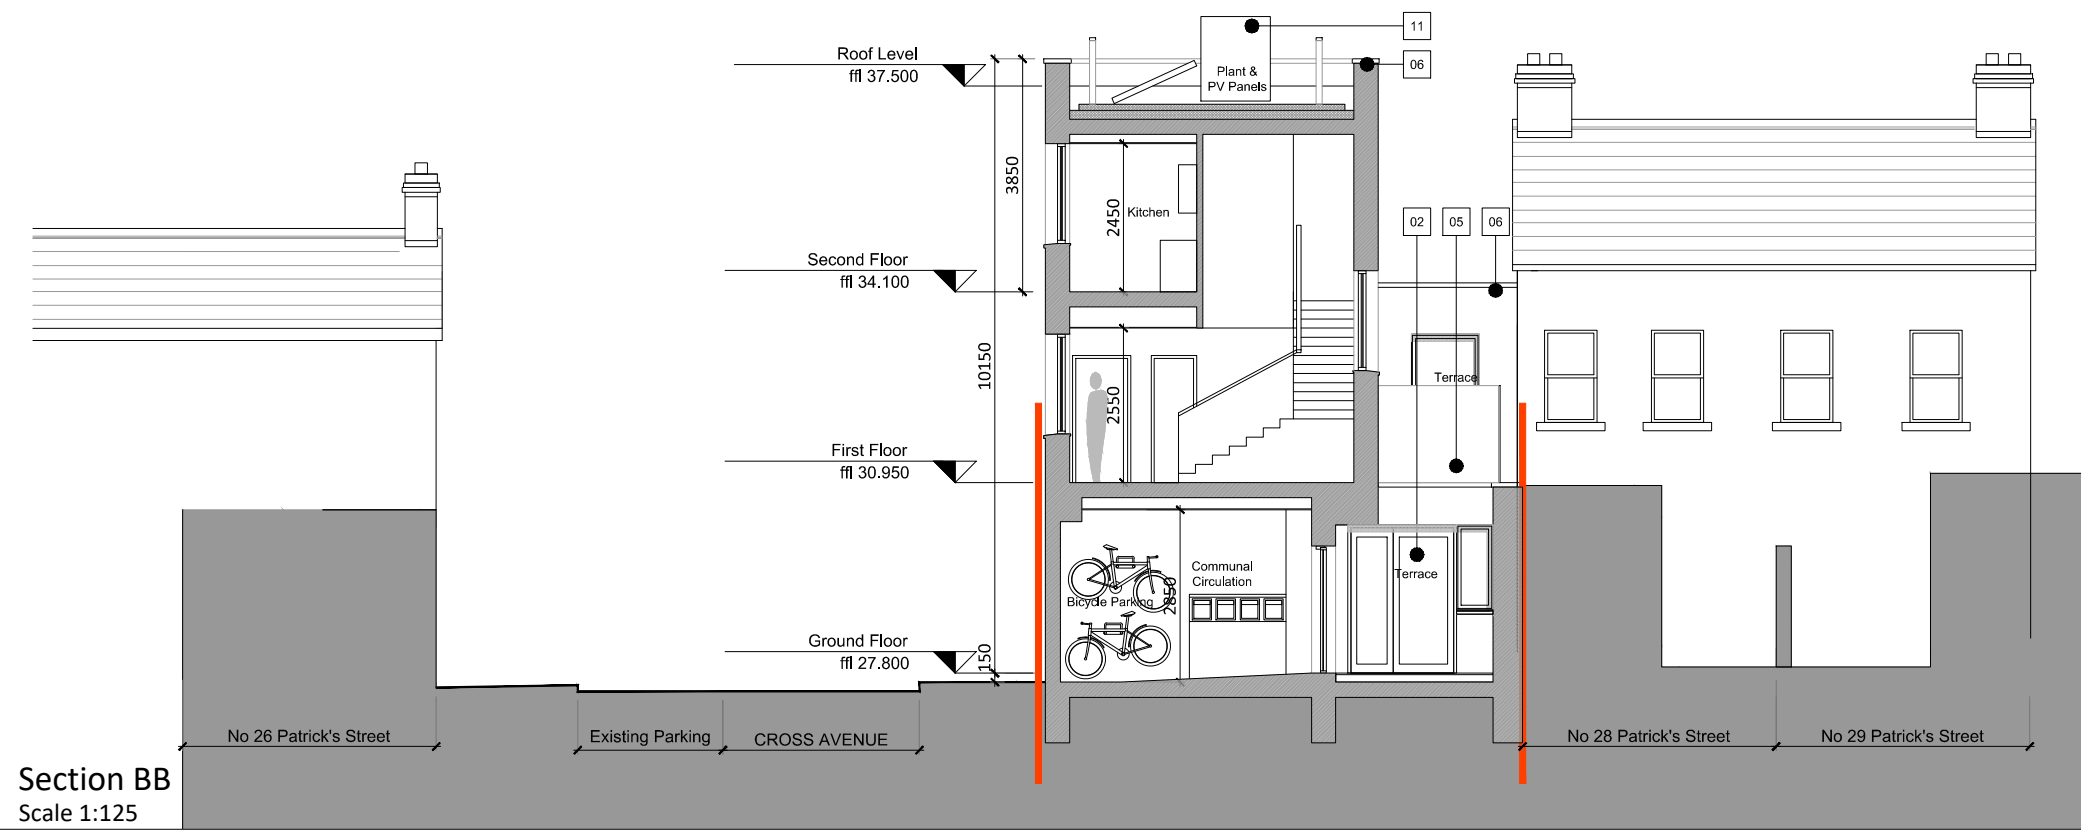 11
Roof Level
ffl 37.500
06
Plant &
PV Panels
3850
2450
Kitchen
02
05
06
Second Floor
ffl 34.100
10150
2550
Terrace
First Floor
ffl 30.950
Communal
Circulation
Terrace
Bicycle Parking
2850
Ground Floor
ffl 27.800
150
No 26 Patrick's Street
Existing Parking
CROSS AVENUE
No 28 Patrick's Street
No 29 Patrick's Street
Section BB
Scale 1:125